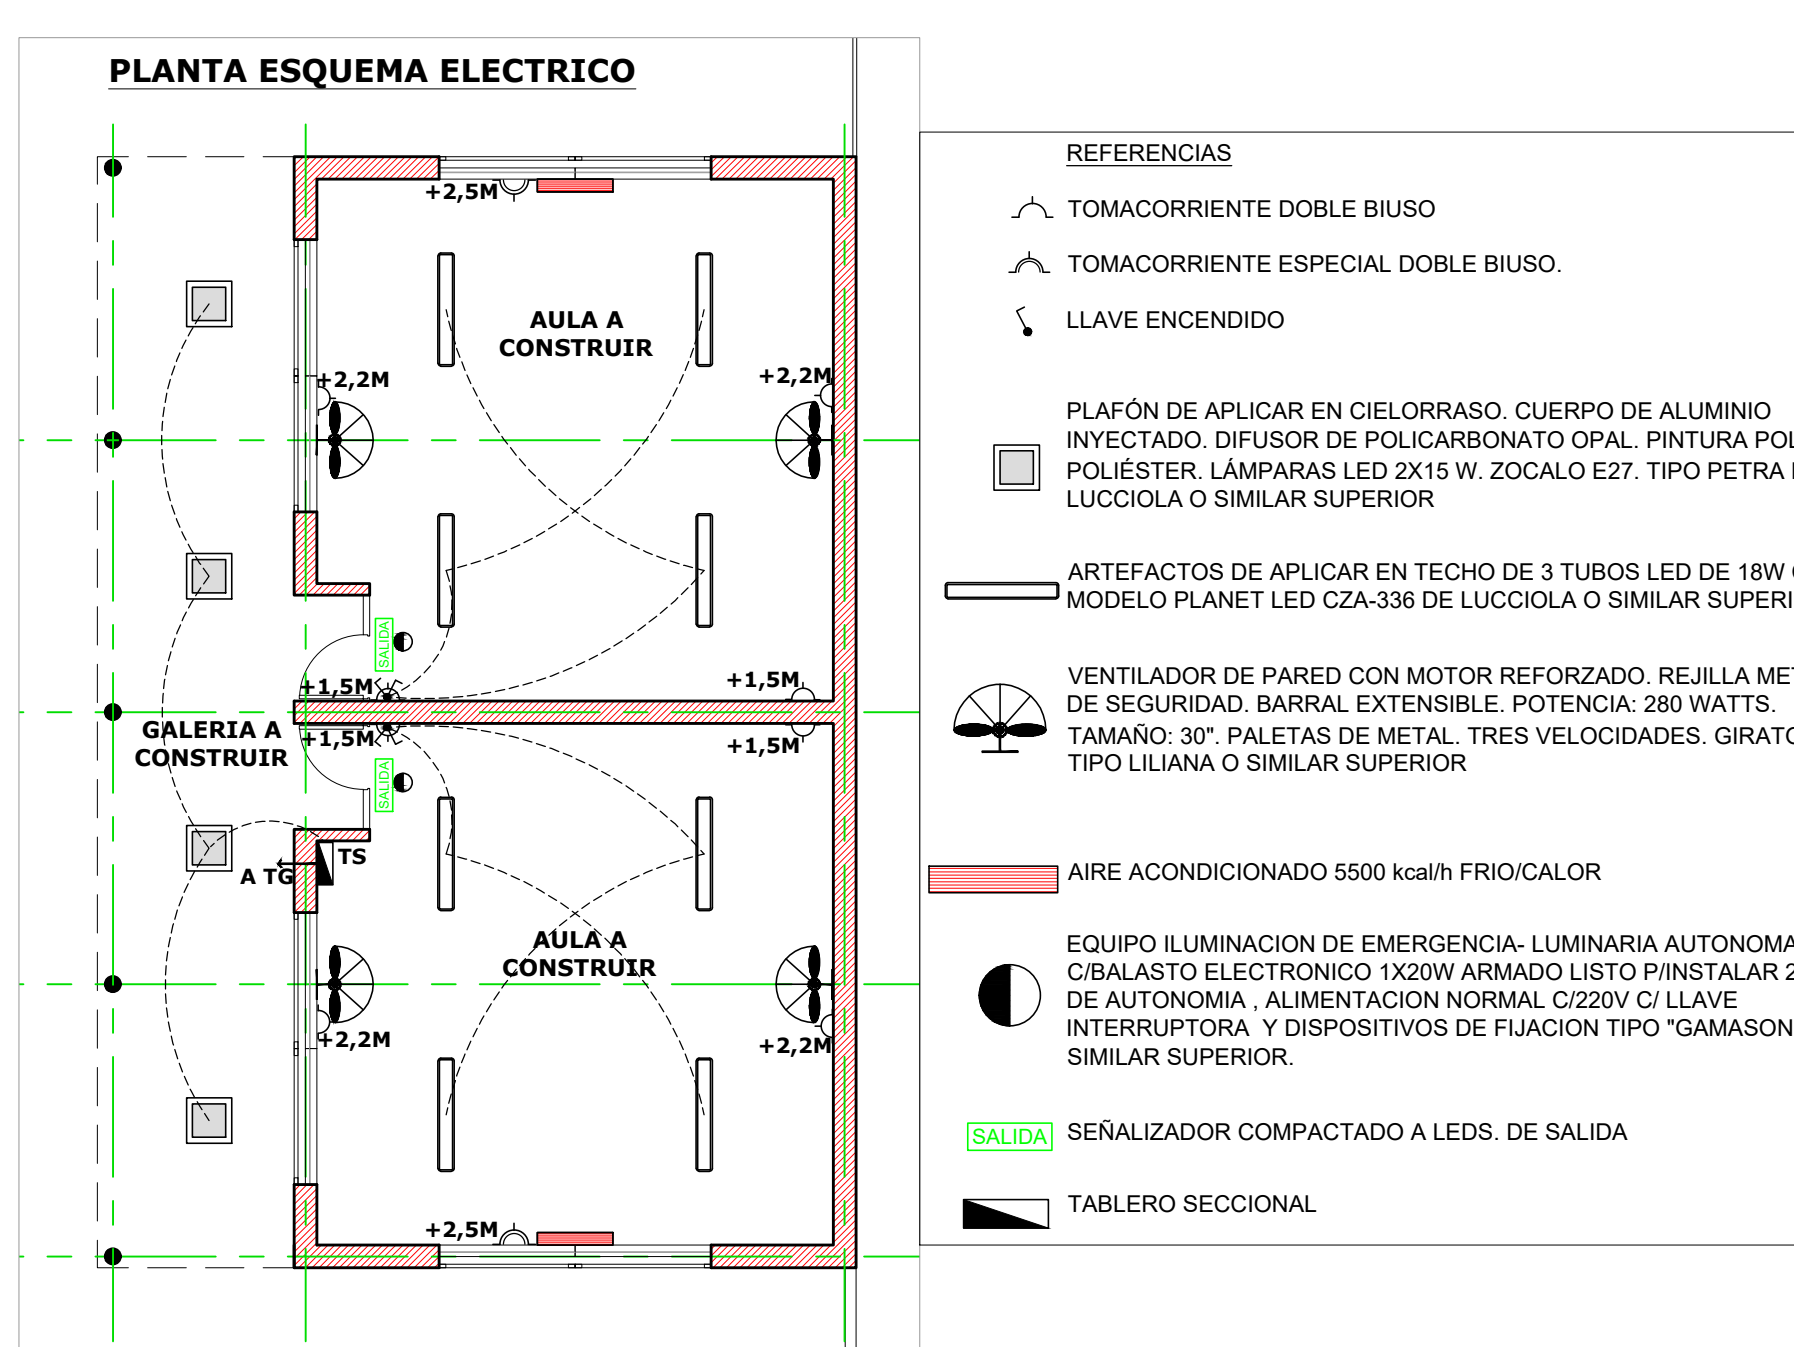 PLANTA ESQUEMA ELECTRICO
+2,5M
AULA A
CONSTRUIR
+2,2M
+2,2M
SALIDA
+1,5M
+1,5M
GALERIA A
CONSTRUIR
+1,5M
+1,5M
SALIDA
TS
A TG
AULA A
CONSTRUIR
+2,2M
+2,2M
+2,5M
REFERENCIAS
TOMACORRIENTE DOBLE BIUSO
TOMACORRIENTE ESPECIAL DOBLE BIUSO.
LLAVE ENCENDIDO
PLAFÓN DE APLICAR EN CIELORRASO. CUERPO DE ALUMINIO
INYECTADO. DIFUSOR DE POLICARBONATO OPAL. PINTURA POL
POLIÉSTER. LÁMPARAS LED 2X15 W. ZOCALO E27. TIPO PETRA
LUCCIOLA O SIMILAR SUPERIOR
ARTEFACTOS DE APLICAR EN TECHO DE 3 TUBOS LED DE 18W
MODELO PLANET LED CZA-336 DE LUCCIOLA O SIMILAR SUPERI
VENTILADOR DE PARED CON MOTOR REFORZADO. REJILLA MET
DE SEGURIDAD. BARRAL EXTENSIBLE. POTENCIA: 280 WATTS.
TAMAÑO: 30". PALETAS DE METAL. TRES VELOCIDADES. GIRATO
TIPO LILIANA O SIMILAR SUPERIOR
AIRE ACONDICIONADO 5500 kcal/h FRIO/CALOR
EQUIPO ILUMINACION DE EMERGENCIA- LUMINARIA AUTONOMA
C/BALASTO ELECTRONICO 1X20W ARMADO LISTO P/INSTALAR 2
DE AUTONOMIA , ALIMENTACION NORMAL C/220V C/ LLAVE
INTERRUPTORA Y DISPOSITIVOS DE FIJACION TIPO "GAMASON
SIMILAR SUPERIOR.
SALIDA
SEÑALIZADOR COMPACTADO A LEDS. DE SALIDA
TABLERO SECCIONAL